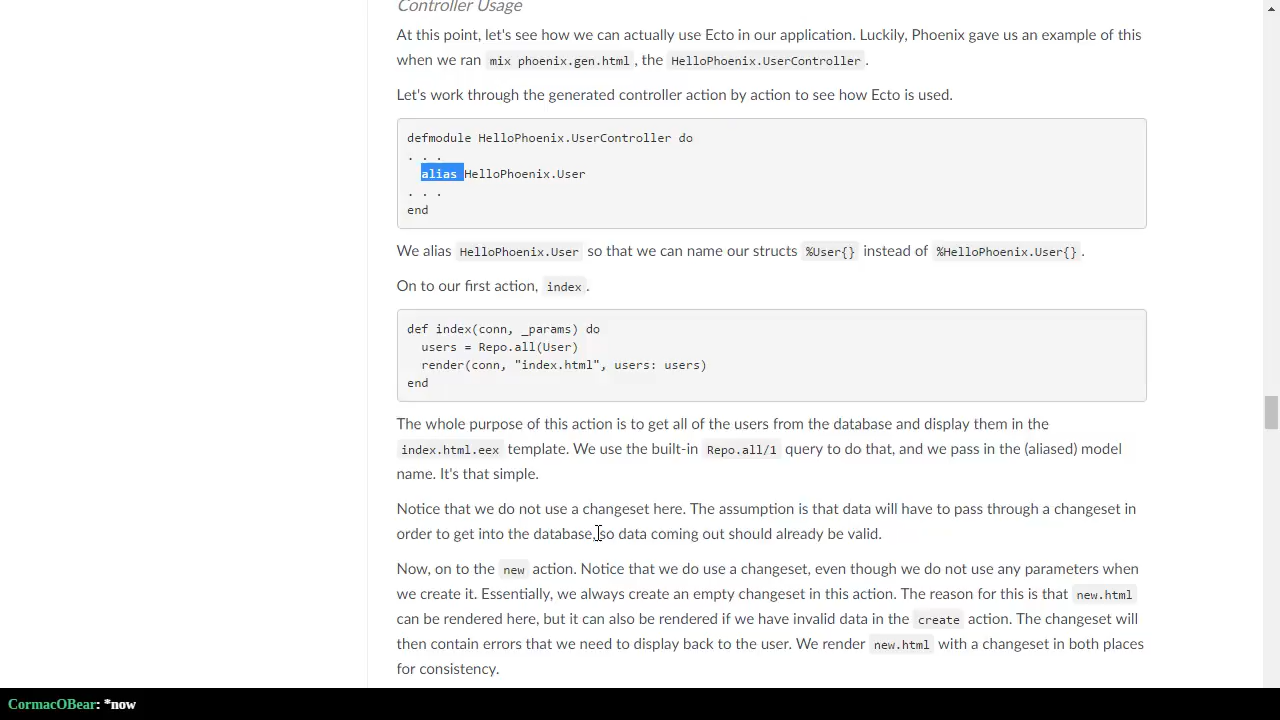 Controller Usage
At this point, let's see how we can actually use Ecto in our application. Luckily, Phoenix gave us an example of this
when we ran mix phoenix.gen.html, the HelloPhoenix.UserController.
Let's work through the generated controller action by action to see how Ecto is used.
defmodule HelloPhoenix.UserController do
. . .
  alias HelloPhoenix.User
. . .
end
We alias HelloPhoenix.User so that we can name our structs %User{} instead of %HelloPhoenix.User{}.
On to our first action, index.
def index(conn, _params) do
  users = Repo.all(User)
  render(conn, "index.html", users: users)
end
The whole purpose of this action is to get all of the users from the database and display them in the
index.html.eex template. We use the built-in Repo.all/1 query to do that, and we pass in the (aliased) model
name. It's that simple.
Notice that we do not use a changeset here. The assumption is that data will have to pass through a changeset in
order to get into the database, so data coming out should already be valid.
Now, on to the new action. Notice that we do use a changeset, even though we do not use any parameters when
we create it. Essentially, we always create an empty changeset in this action. The reason for this is that new.html
can be rendered here, but it can also be rendered if we have invalid data in the create action. The changeset will
then contain errors that we need to display back to the user. We render new.html with a changeset in both places
for consistency.
CormacOBear: *now